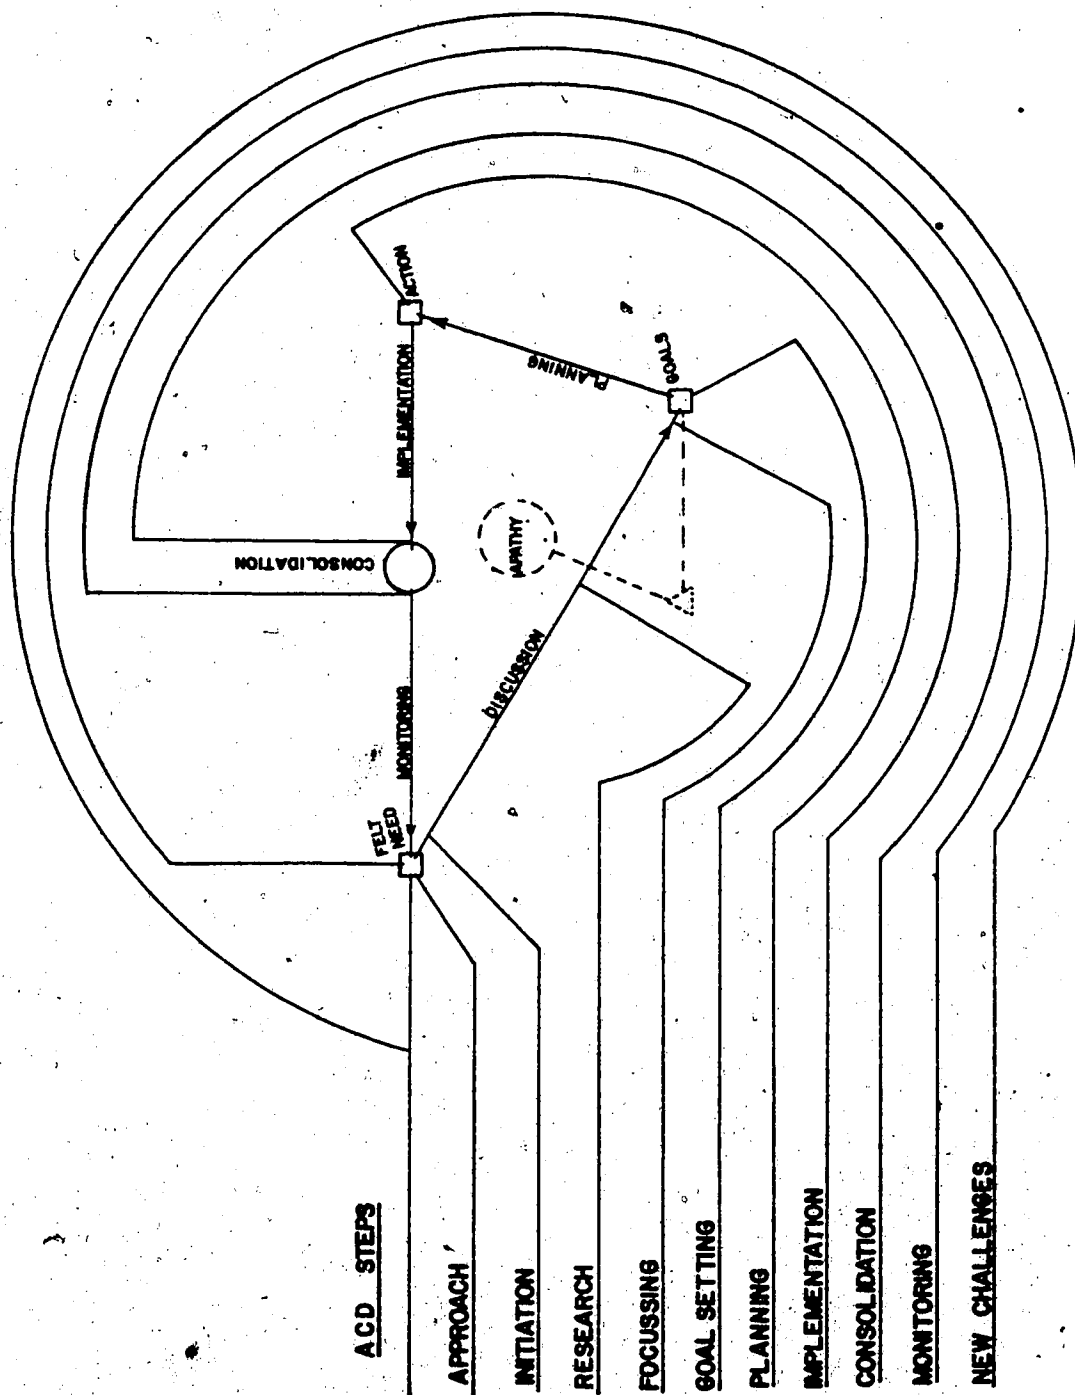 ACD STEPS
APPROACH
INITIATION
RESEARCH
FOCUSSING
GOAL SETTING
PLANNING
IMPLEMENTATION
CONSOLIDATION
MONITORING
NEW CHALLENGES
FELT
NEED
MONITORING
CONSOLIDATION
IMPLEMENTATION
ACTION
DISCUSSION
APATHY
PLANNING
GOALS